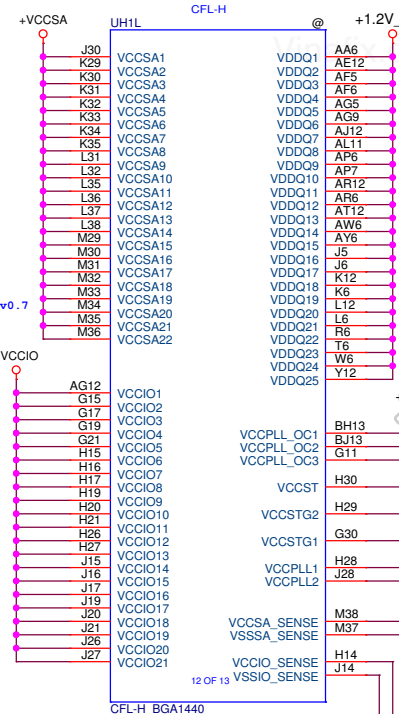 CFL-H
+VCCSA UH1L @ +1.2V_
J30 VCCSA1 VDDQ1 AA6
K29 VCCSA2 VDDQ2 AE12
K30 VCCSA3 VDDQ3 AF5
K31 VCCSA4 VDDQ4 AF6
K32 VCCSA5 VDDQ5 AG5
K33 VCCSA6 VDDQ6 AG9
K34 VCCSA7 VDDQ7 AJ12
K35 VCCSA8 VDDQ8 AL11
L31 VCCSA9 VDDQ9 AP6
L32 VCCSA10 VDDQ10 AP7
L35 VCCSA11 VDDQ11 AR12
L36 VCCSA12 VDDQ12 AR6
L37 VCCSA13 VDDQ13 AT12
L38 VCCSA14 VDDQ14 AW6
M29 VCCSA15 VDDQ15 AY6
M30 VCCSA16 VDDQ16 J5
M31 VCCSA17 VDDQ17 J6
M32 VCCSA18 VDDQ18 K12
M33 VCCSA19 VDDQ19 K6
v0.7 M34 VCCSA20 VDDQ20 L12
M35 VCCSA21 VDDQ21 L6
M36 VCCSA22 VDDQ22 R6
VDDQ23 T6
VCCIO VDDQ24 W6
VDDQ25 Y12
AG12 VCCIO1
G15 VCCIO2
G17 VCCIO3
G19 VCCIO4 VCCPLL_OC1 BH13
G21 VCCIO5 VCCPLL_OC2 BJ13
H15 VCCIO6 VCCPLL_OC3 G11
H16 VCCIO7
H17 VCCIO8 VCCST H30
H19 VCCIO9
H20 VCCIO10 VCCSTG2 H29
H21 VCCIO11
H26 VCCIO12 VCCSTG1 G30
H27 VCCIO13
J15 VCCIO14 VCCPLL1 H28
J16 VCCIO15 VCCPLL2 J28
J17 VCCIO16
J19 VCCIO17
J20 VCCIO18 VCCSA_SENSE M38
J21 VCCIO19 VSSSA_SENSE M37
J26 VCCIO20
J27 VCCIO21 VCCIO_SENSE H14
12 OF 13 VSSIO_SENSE J14
CFL-H_BGA1440